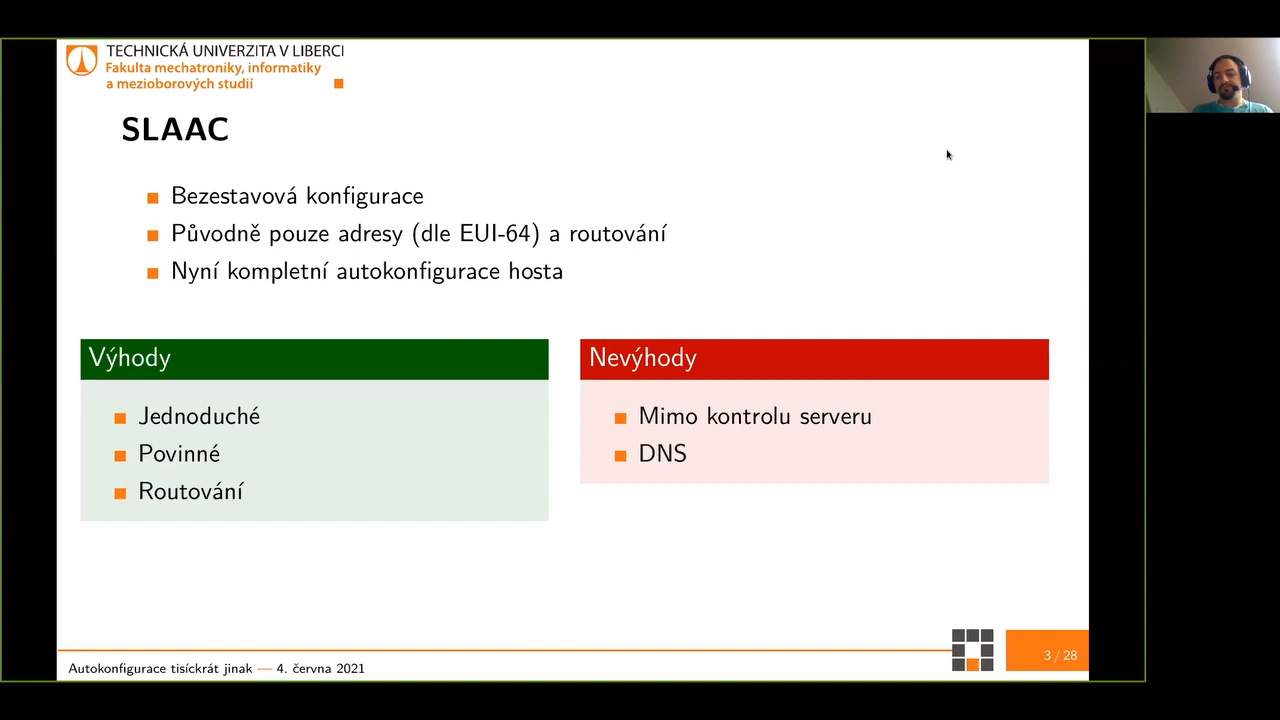 TECHNICKÁ UNIVERZITA V LIBERCI
Fakulta mechatroniky, informatiky
a mezioborových studií
SLAAC
Bezestavová konfigurace
Původně pouze adresy (dle EUI-64) a routování
Nyní kompletní autokonfigurace hosta
Výhody
Jednoduché
Povinné
Routování
Nevýhody
Mimo kontrolu serveru
DNS
Autokonfigurace tisíckrát jinak — 4. června 2021
3 / 28